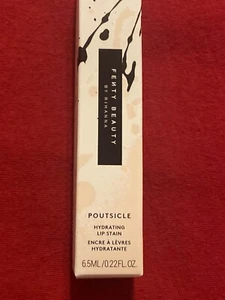 FENTY BEAUTY
BY RIHANNA
POUTSICLE
HYDRATING
LIP STAIN
ENCRE À LÈVRES
HYDRATANTE
6.5ML/0.22FL.OZ.